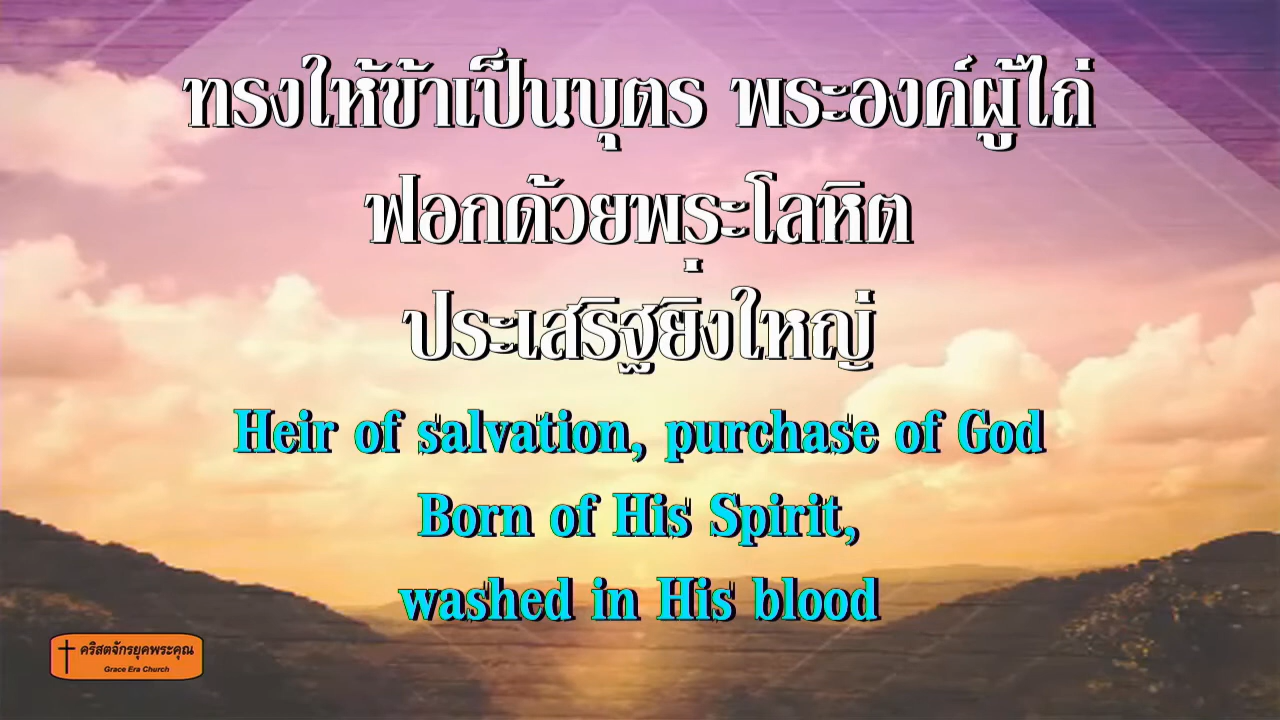 ทรงให้ข้าเป็นบุตร พระองค์ผู้ไถ่
ฟอกด้วยพรุะโลหิต
ประเสริฐยิ่งใหญ่
Heir of salvation, purchase of God
Born of His Spirit,
washed in His blood
คริสตจักรยุคพระคุณ
Grace Era Church